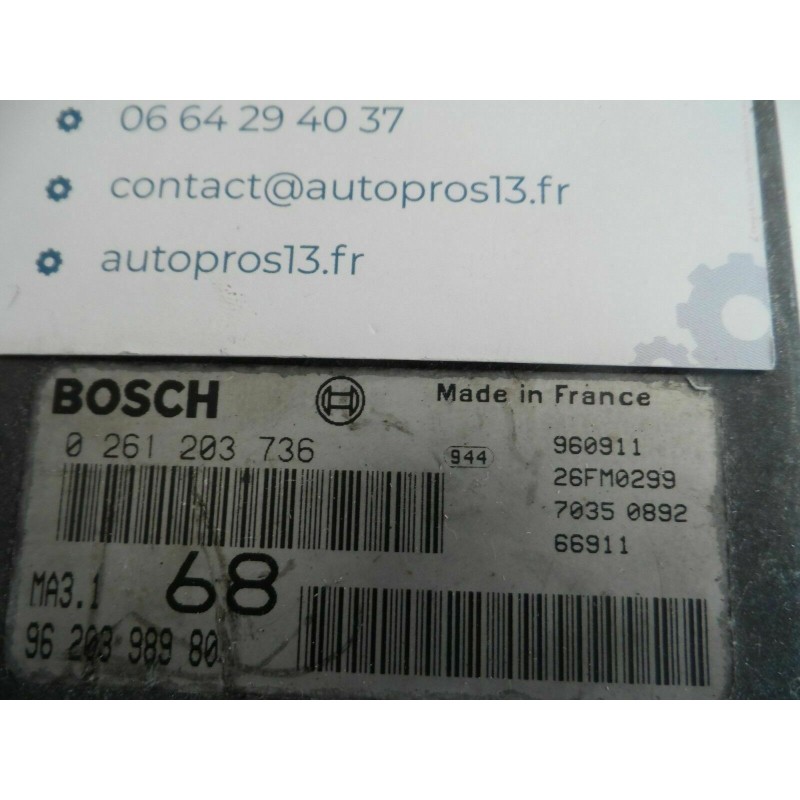 06 64 29 40 37
contact@autopros13.fr
autopros13.fr
BOSCH
Made in France
0 261 203 736
944
960911
26FM0299
7035 0892
66911
MA3.1
68
96 203 989 80